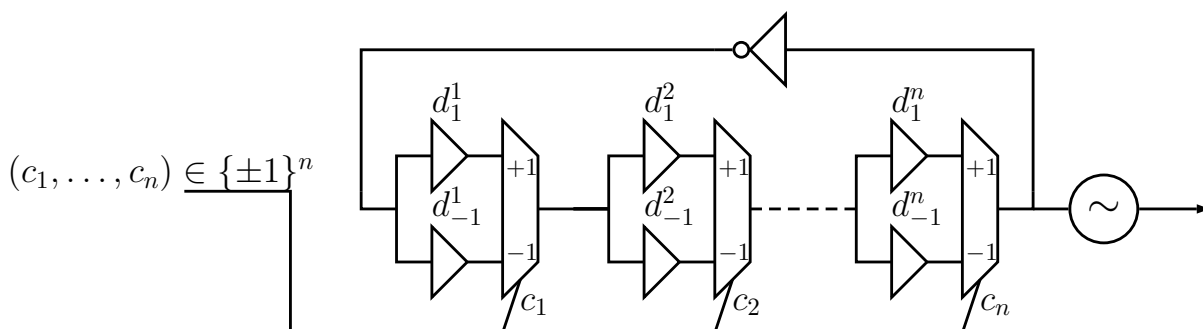 d_1^1 d_1^2 d_1^n
(c_1, . . . , c_n) ∈ {±1}^n
+1 +1 +1
d_{-1}^1 d_{-1}^2 d_{-1}^n
∼
−1 −1 −1
c_1 c_2 c_n